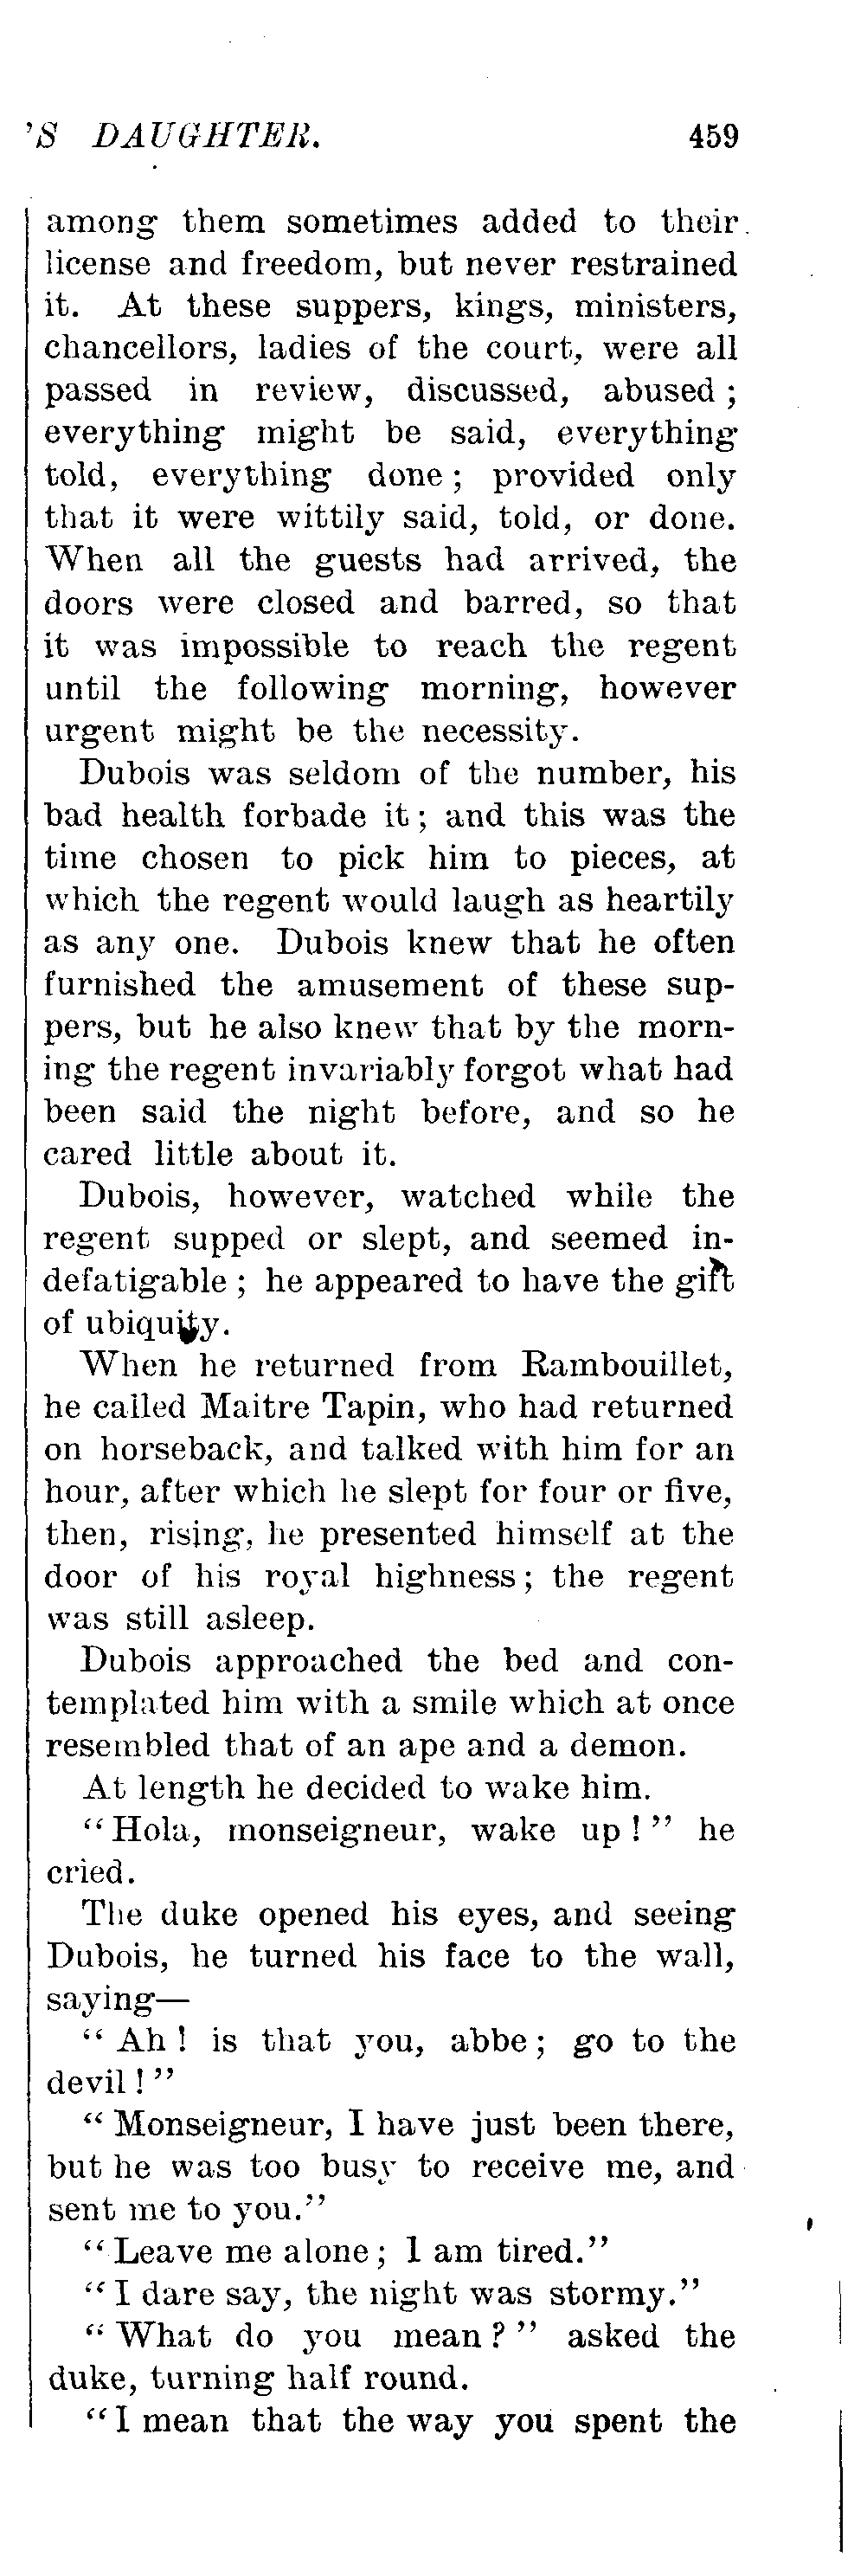 'S DAUGHTER. 459
among them sometimes added to their
license and freedom, but never restrained
it. At these suppers, kings, ministers,
chancellors, ladies of the court, were all
passed in review, discussed, abused ;
everything might be said, everything
told, everything done ; provided only
that it were wittily said, told, or done.
When all the guests had arrived, the
doors were closed and barred, so that
it was impossible to reach the regent
until the following morning, however
urgent might be the necessity.
Dubois was seldom of the number, his
bad health forbade it ; and this was the
time chosen to pick him to pieces, at
which the regent would laugh as heartily
as any one. Dubois knew that he often
furnished the amusement of these sup-
pers, but he also knew that by the morn-
ing the regent invariably forgot what had
been said the night before, and so he
cared little about it.
Dubois, however, watched while the
regent supped or slept, and seemed in-
defatigable ; he appeared to have the gift
of ubiquity.
When he returned from Rambouillet,
he called Maitre Tapin, who had returned
on horseback, and talked with him for an
hour, after which he slept for four or five,
then, rising, he presented himself at the
door of his royal highness ; the regent
was still asleep.
Dubois approached the bed and con-
templated him with a smile which at once
resembled that of an ape and a demon.
At length he decided to wake him.
“ Hola, monseigneur, wake up ! ” he
cried.
The duke opened his eyes, and seeing
Dubois, he turned his face to the wall,
saying—
“ Ah ! is that you, abbe ; go to the
devil ! ”
“ Monseigneur, I have just been there,
but he was too busy to receive me, and
sent me to you.”
“ Leave me alone ; I am tired.”
“ I dare say, the night was stormy.”
“ What do you mean ? ” asked the
duke, turning half round.
“ I mean that the way you spent the